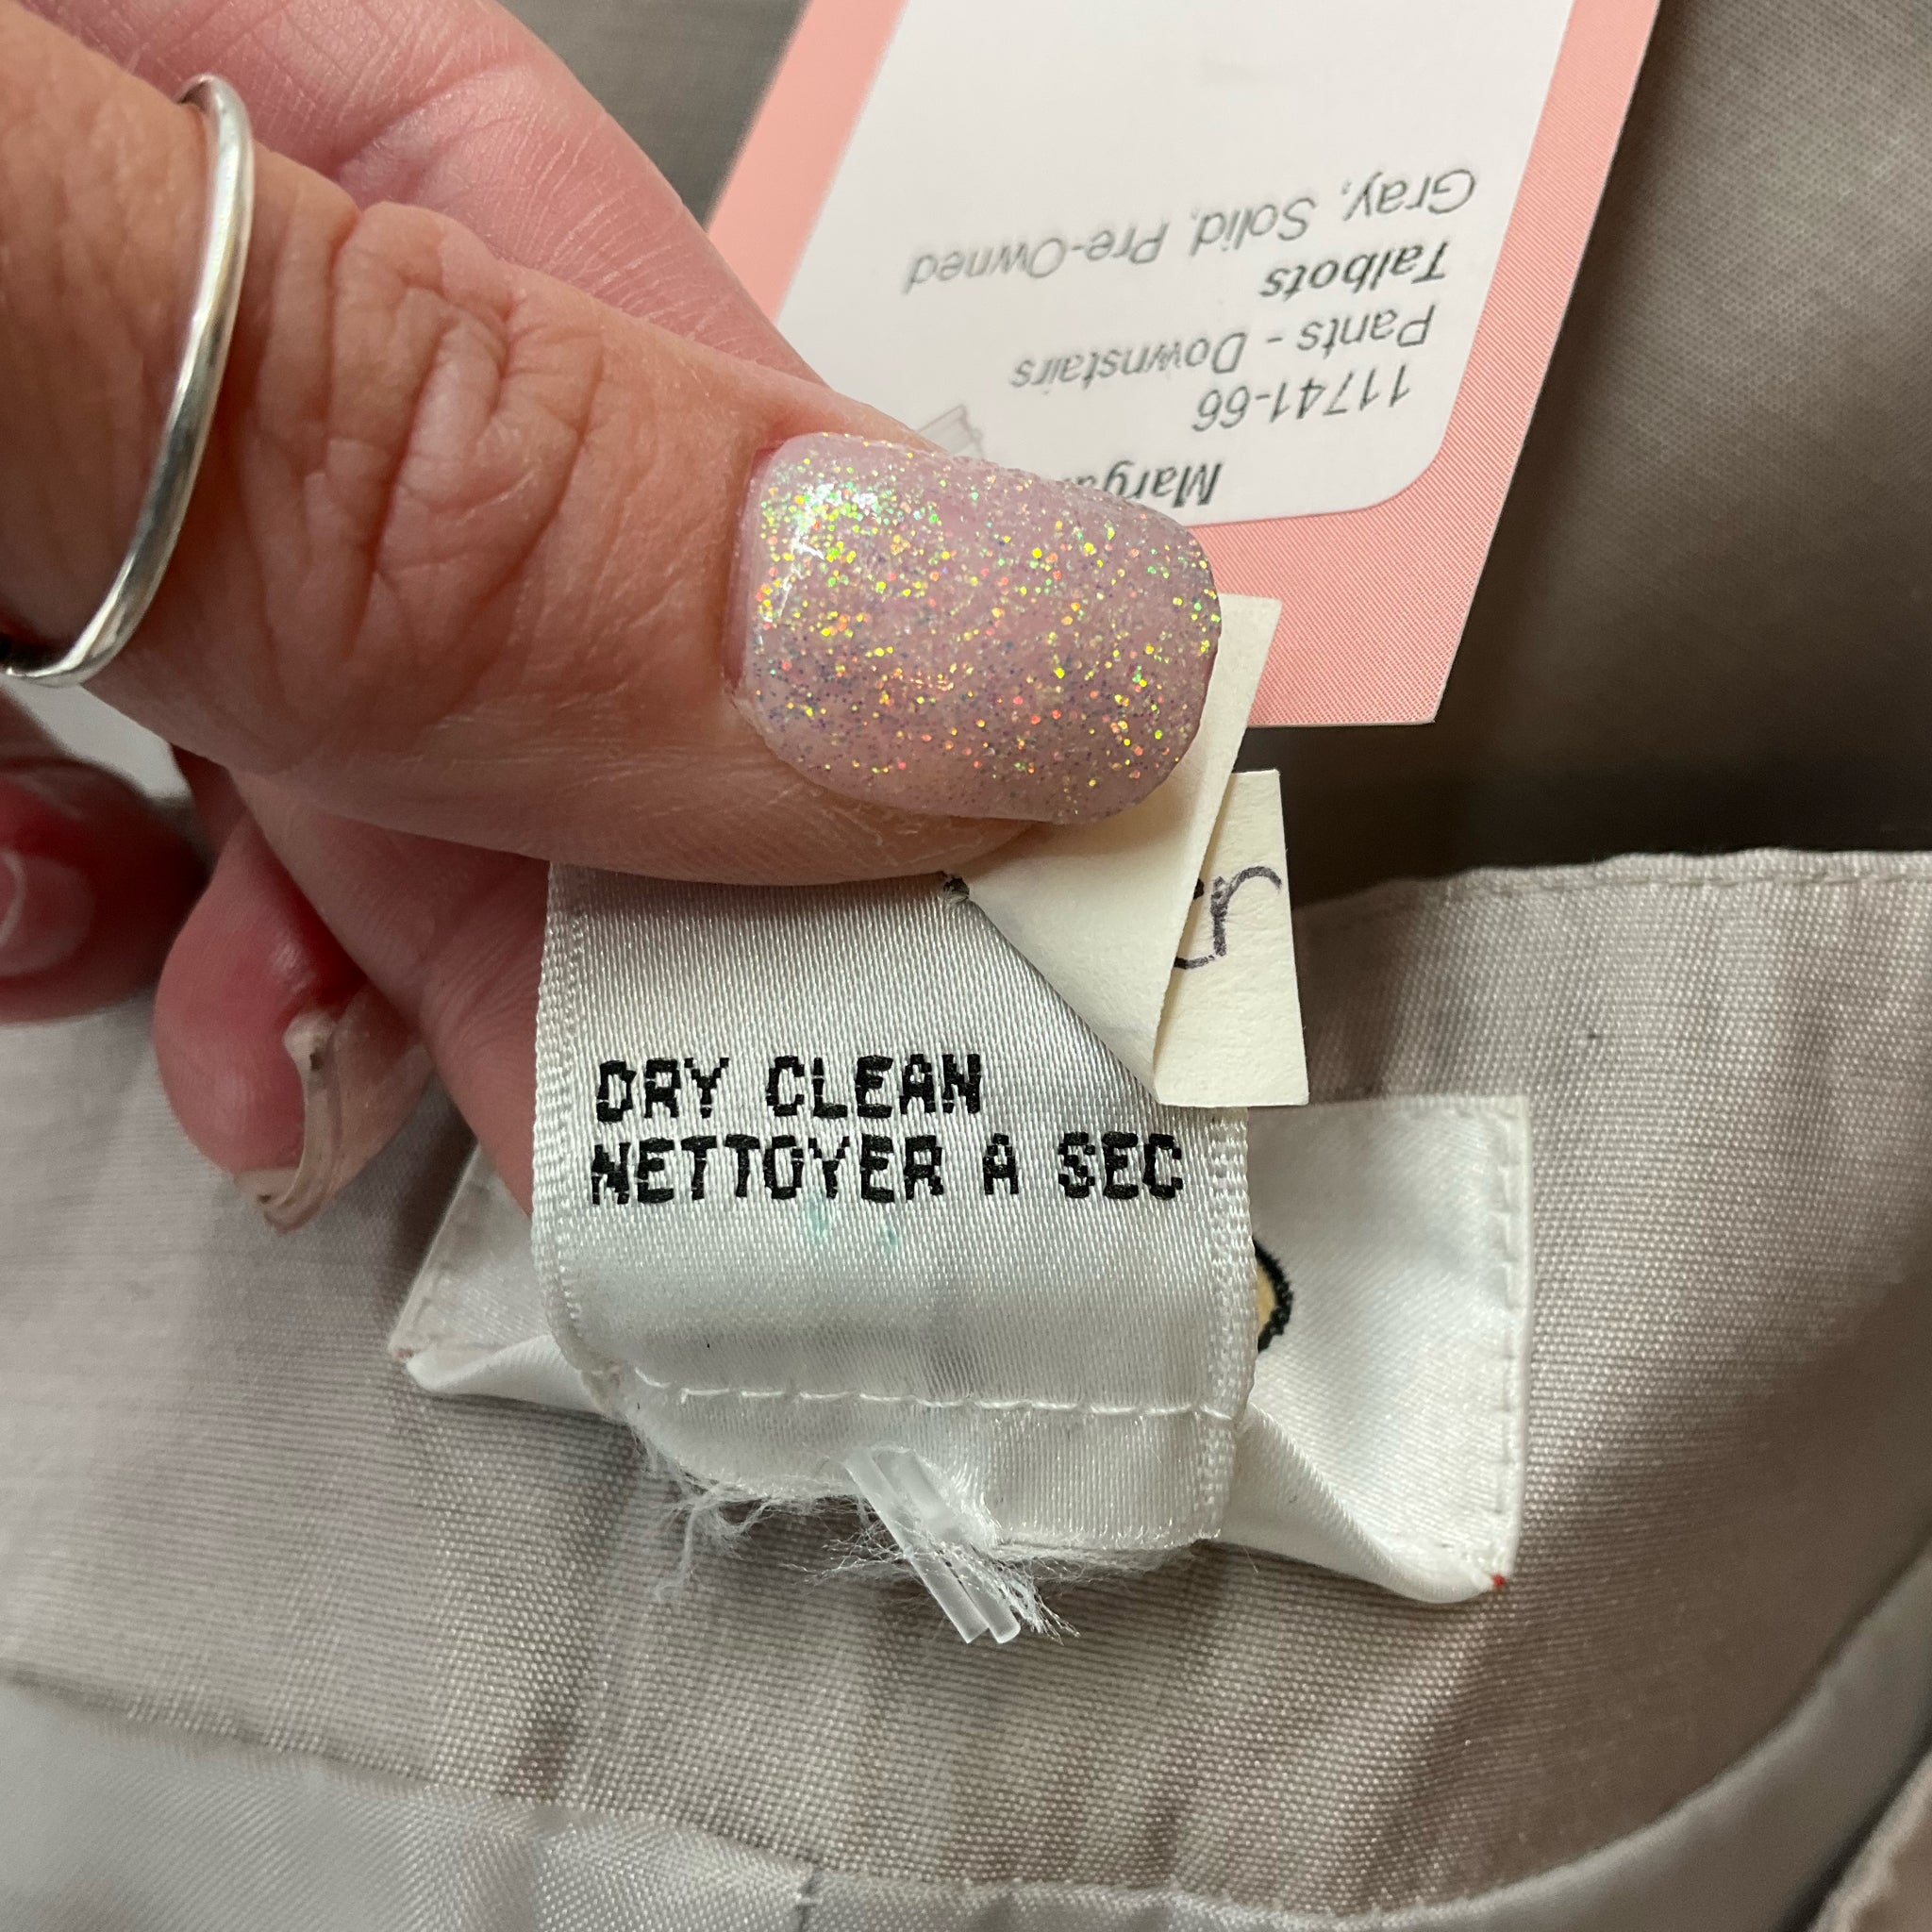 Gray, Solid, Pre-Owned
Talbots
Pants - Downstairs
11741-66
DRY CLEAN
NETTOYER A SEC